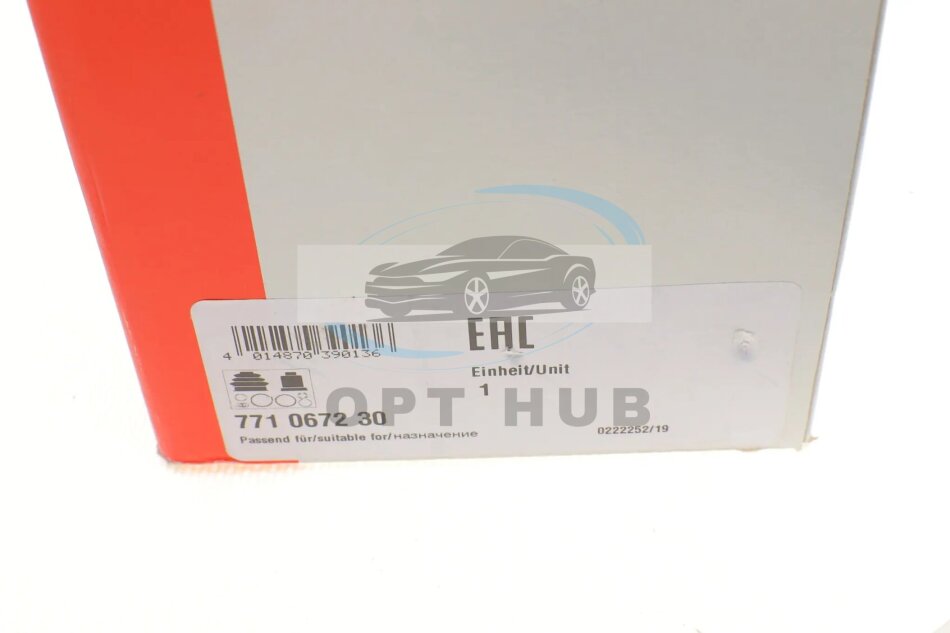 EAC
4 014870 390136
Einheit/Unit
1
OPT HUB
771 0672 30
Passend für/suitable for/назначение
0222252/19